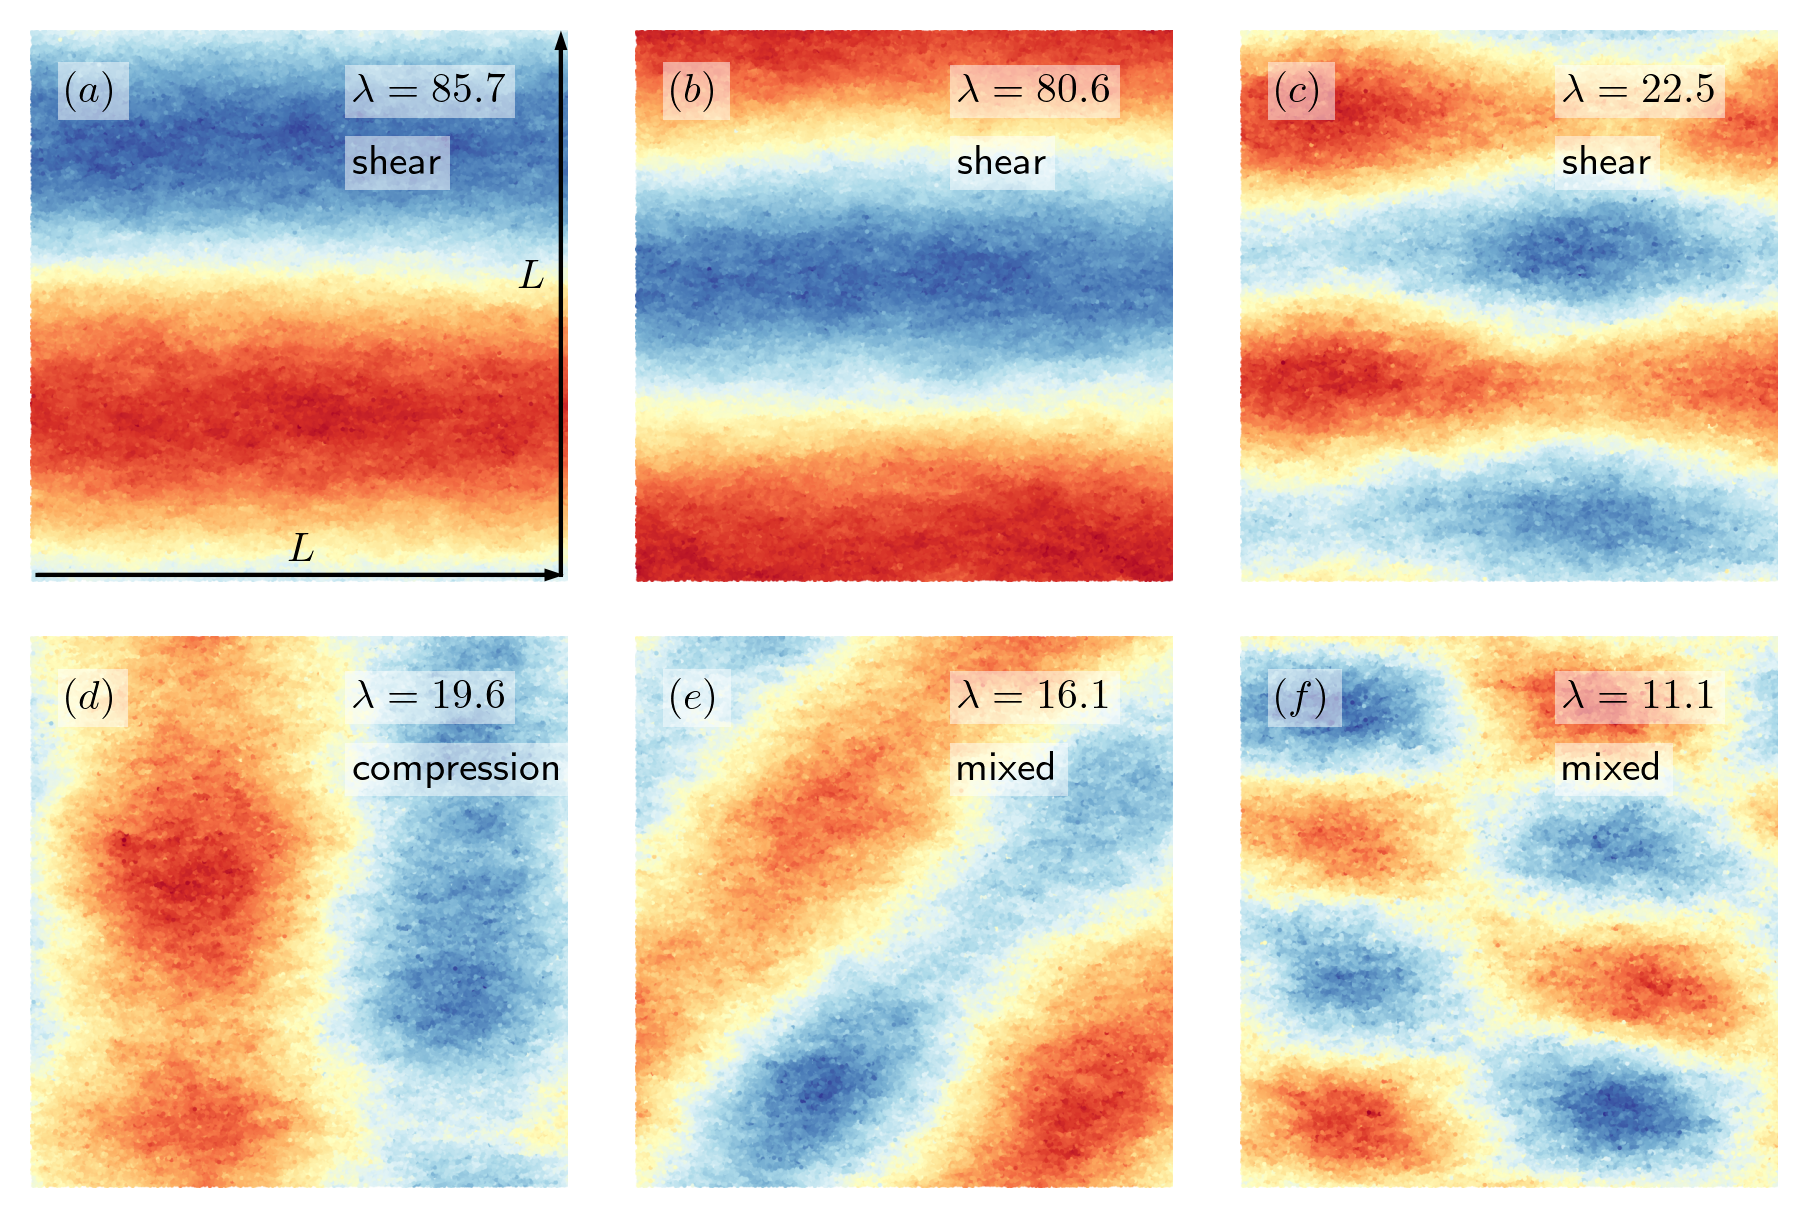 (a) λ = 85.7
shear
L
L
(b) λ = 80.6
shear
(c) λ = 22.5
shear
(d) λ = 19.6
compression
(e) λ = 16.1
mixed
(f) λ = 11.1
mixed